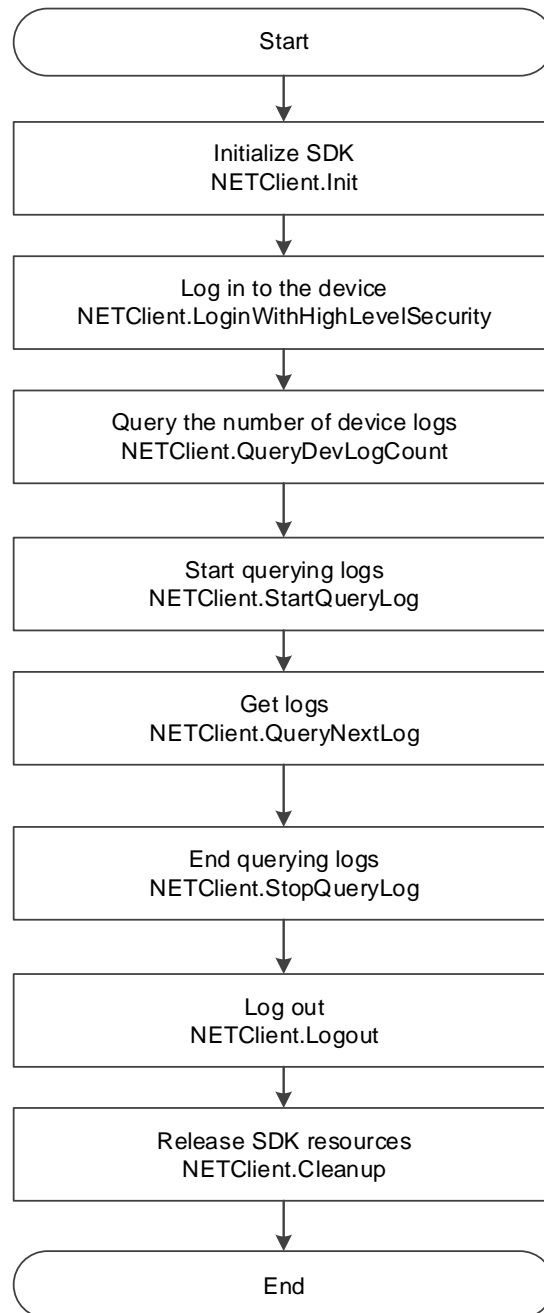 Start
Initialize SDK
NETClient.Init
Log in to the device
NETClient.LoginWithHighLevelSecurity
Query the number of device logs
NETClient.QueryDevLogCount
Start querying logs
NETClient.StartQueryLog
Get logs
NETClient.QueryNextLog
End querying logs
NETClient.StopQueryLog
Log out
NETClient.Logout
Release SDK resources
NETClient.Cleanup
End